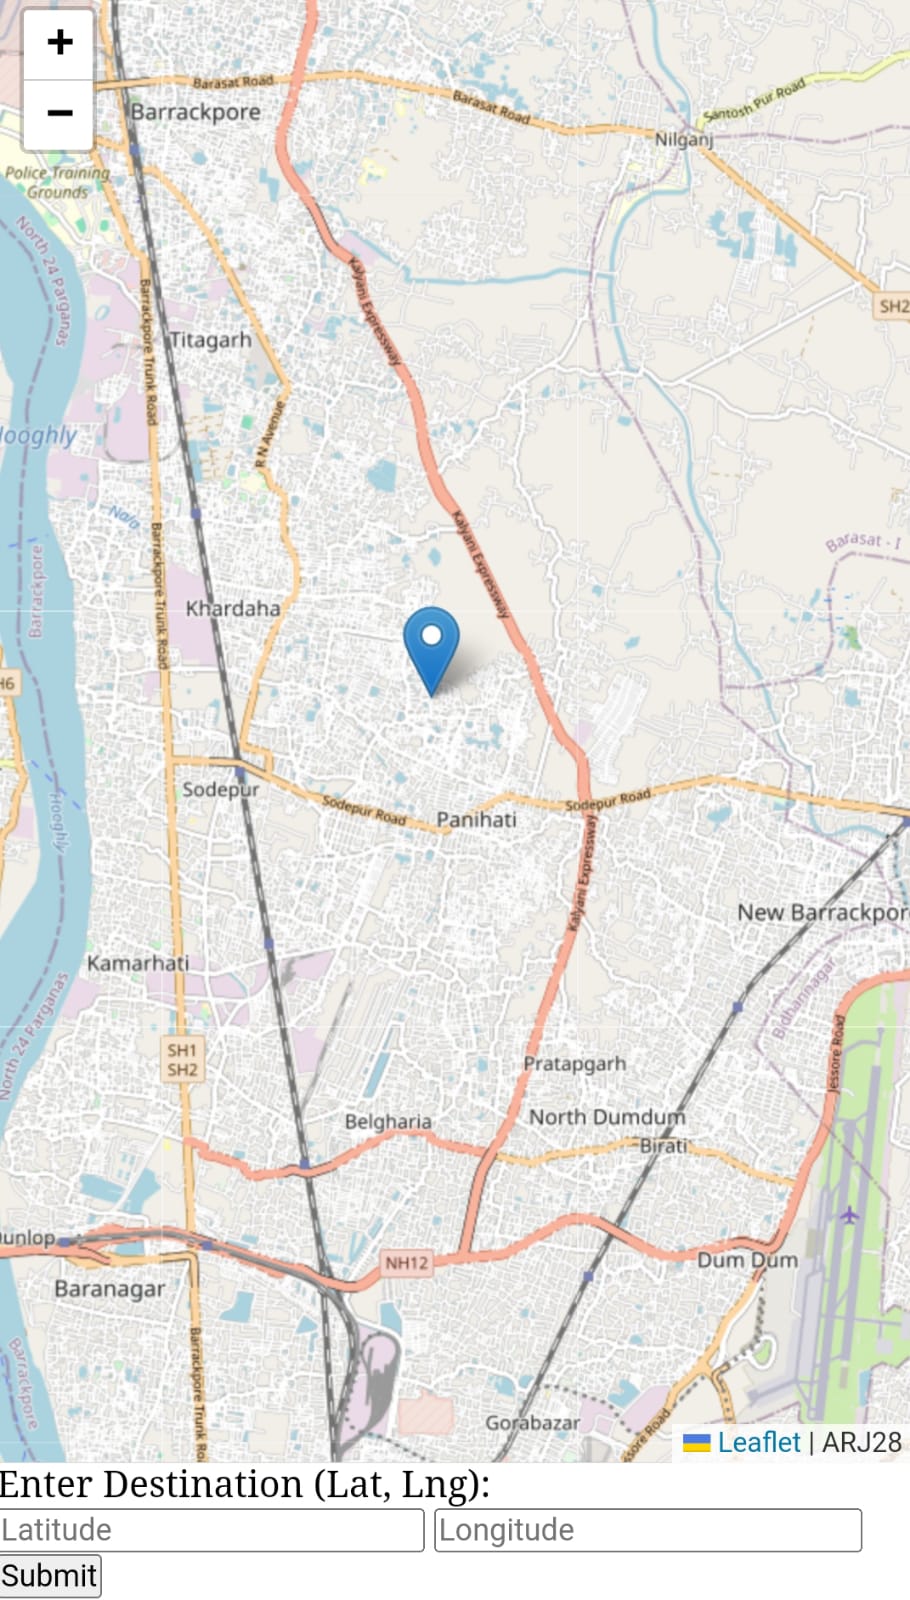 +
−
Barasat Road
Barasat Road
Santosh Pur Road
Barrackpore
Nilganj
Police Training
Grounds
North 24 Parganas
Kalyani Expressway
SH2
Barrackpore Trunk Road
Titagarh
R N Avenue
Hooghly
Nala
Kalyani Expressway
Barasat - I
Barrackpore
Barrackpore Trunk Road
Khardaha
H6
Sodepur
Sodepur Road
Panihati
Sodepur Road
Hooghly
Kalyani Expressway
New Barrackpor
Kamarhati
Bidhannagar
North 24 Parganas
SH1
SH2
Jessore Road
Pratapgarh
North Dumdum
Belgharia
Birati
Dunlop
NH12
Dum Dum
Baranagar
Barrackpore
Barrackpore Trunk Ro
Gorabazar
ssore Road
Leaflet | ARJ28
Enter Destination (Lat, Lng):
Latitude Longitude
Submit